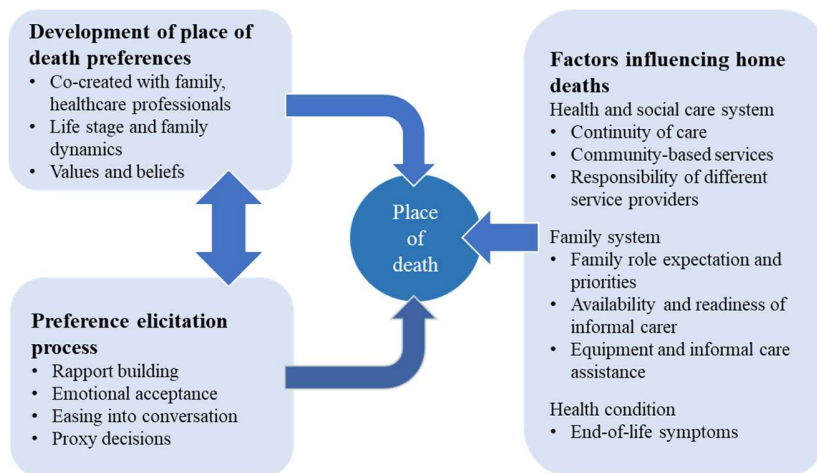 Development of place of
death preferences
• Co-created with family,
healthcare professionals
• Life stage and family
dynamics
• Values and beliefs
Preference elicitation
process
• Rapport building
• Emotional acceptance
• Easing into conversation
• Proxy decisions
Place
of
death
Factors influencing home
deaths
Health and social care system
• Continuity of care
• Community-based services
• Responsibility of different
service providers
Family system
• Family role expectation and
priorities
• Availability and readiness of
informal carer
• Equipment and informal care
assistance
Health condition
• End-of-life symptoms